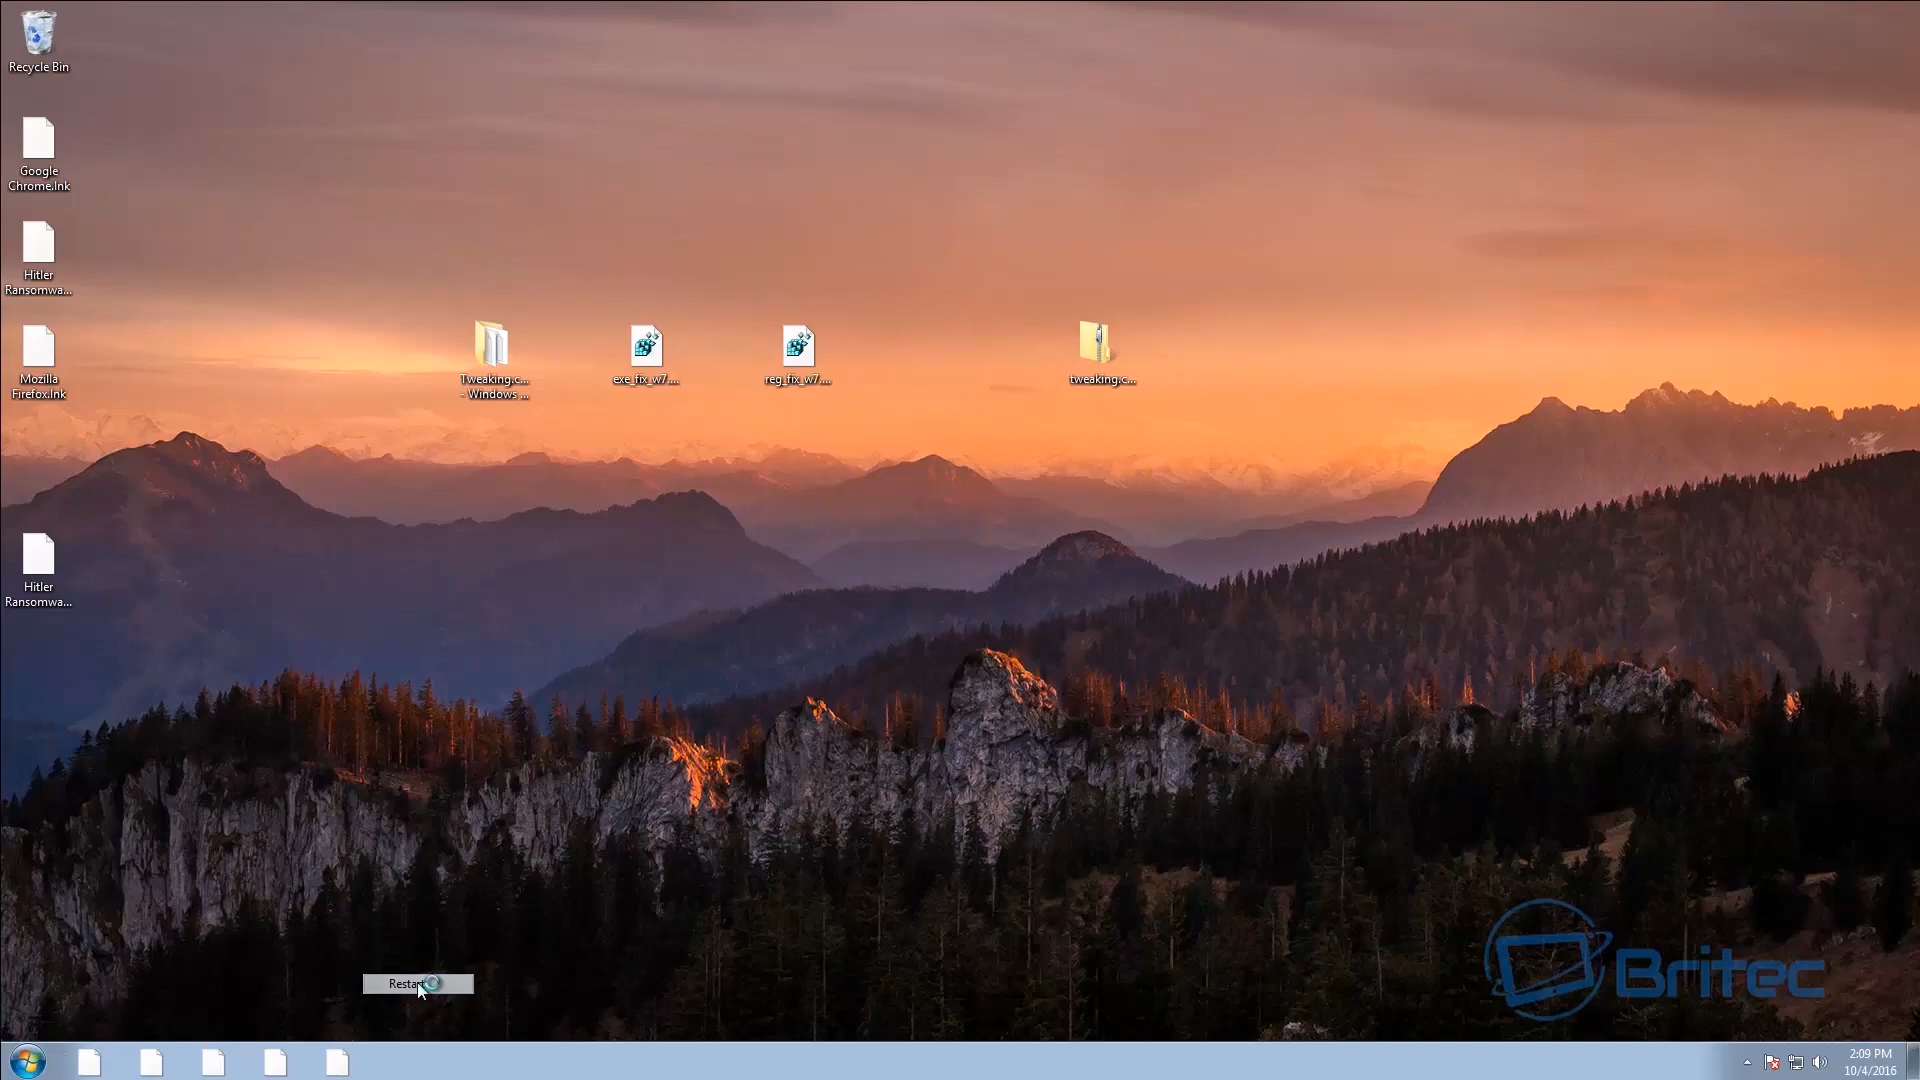 Recycle Bin
Google
Chrome.lnk
Hitler
Ransomwa...
Mozilla
Firefox.lnk
Hitler
Ransomwa...
Tweaking.c...
- Windows ...
exe_fix_w7....
reg_fix_w7....
tweaking.c...
Restart
Britec
2:09 PM
10/4/2016